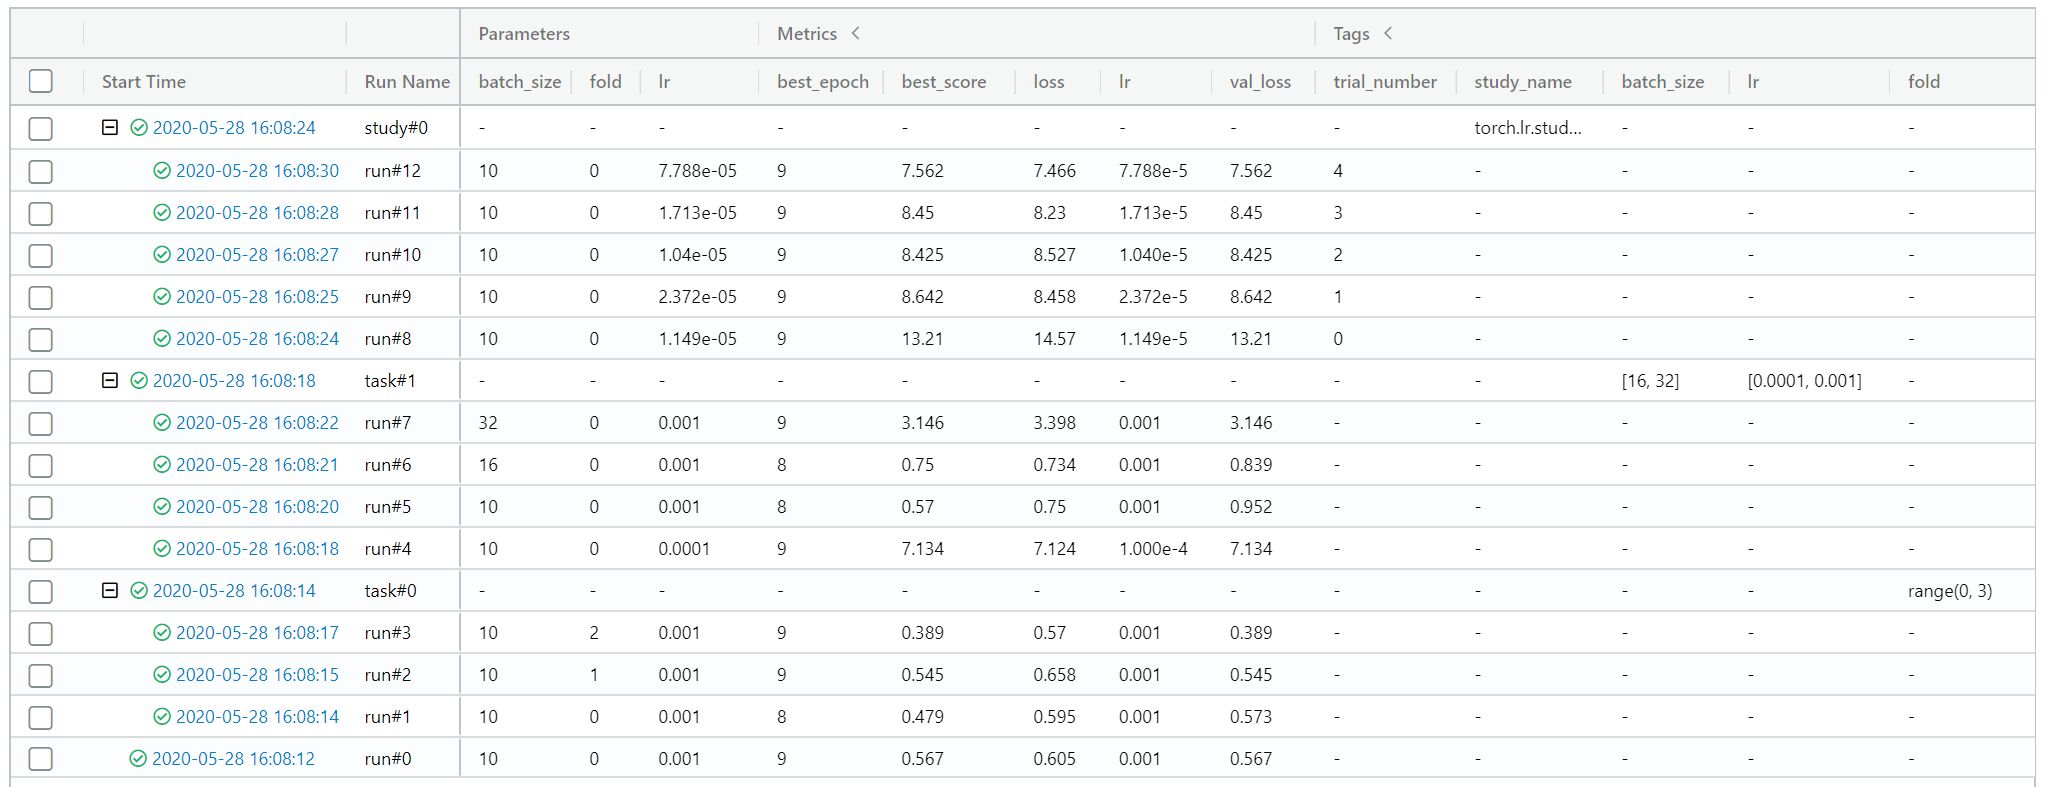 Parameters Metrics Tags
Start Time Run Name batch_size fold lr best_epoch best_score loss lr val_loss trial_number study_name batch_size lr fold
2020-05-28 16:08:24 study#0 - - - - - - - - - torch.lr.stud... - - -
2020-05-28 16:08:30 run#12 10 0 7.788e-05 9 7.562 7.466 7.788e-5 7.562 4 - - - -
2020-05-28 16:08:28 run#11 10 0 1.713e-05 9 8.45 8.23 1.713e-5 8.45 3 - - - -
2020-05-28 16:08:27 run#10 10 0 1.04e-05 9 8.425 8.527 1.040e-5 8.425 2 - - - -
2020-05-28 16:08:25 run#9 10 0 2.372e-05 9 8.642 8.458 2.372e-5 8.642 1 - - - -
2020-05-28 16:08:24 run#8 10 0 1.149e-05 9 13.21 14.57 1.149e-5 13.21 0 - - - -
2020-05-28 16:08:18 task#1 - - - - - - - - - - [16, 32] [0.0001, 0.001] -
2020-05-28 16:08:22 run#7 32 0 0.001 9 3.146 3.398 0.001 3.146 - - - - -
2020-05-28 16:08:21 run#6 16 0 0.001 8 0.75 0.734 0.001 0.839 - - - - -
2020-05-28 16:08:20 run#5 10 0 0.001 8 0.57 0.75 0.001 0.952 - - - - -
2020-05-28 16:08:18 run#4 10 0 0.0001 9 7.134 7.124 1.000e-4 7.134 - - - - -
2020-05-28 16:08:14 task#0 - - - - - - - - - - - - range(0, 3)
2020-05-28 16:08:17 run#3 10 2 0.001 9 0.389 0.57 0.001 0.389 - - - - -
2020-05-28 16:08:15 run#2 10 1 0.001 9 0.545 0.658 0.001 0.545 - - - - -
2020-05-28 16:08:14 run#1 10 0 0.001 8 0.479 0.595 0.001 0.573 - - - - -
2020-05-28 16:08:12 run#0 10 0 0.001 9 0.567 0.605 0.001 0.567 - - - - -